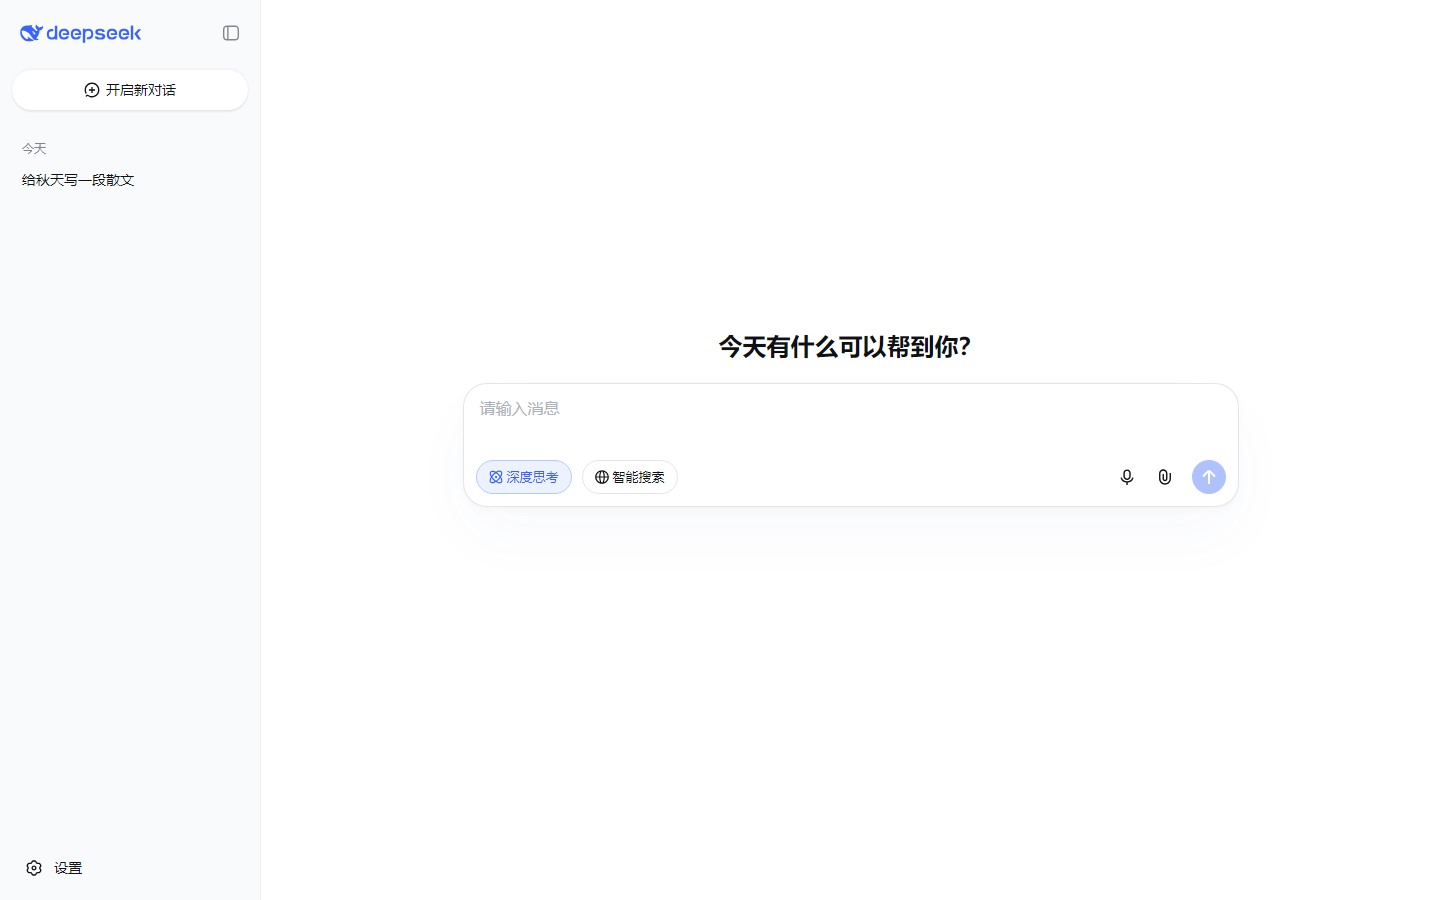 deepseek
开启新对话
今天
给秋天写一段散文
今天有什么可以帮到你？
请输入消息
深度思考
智能搜索
设置